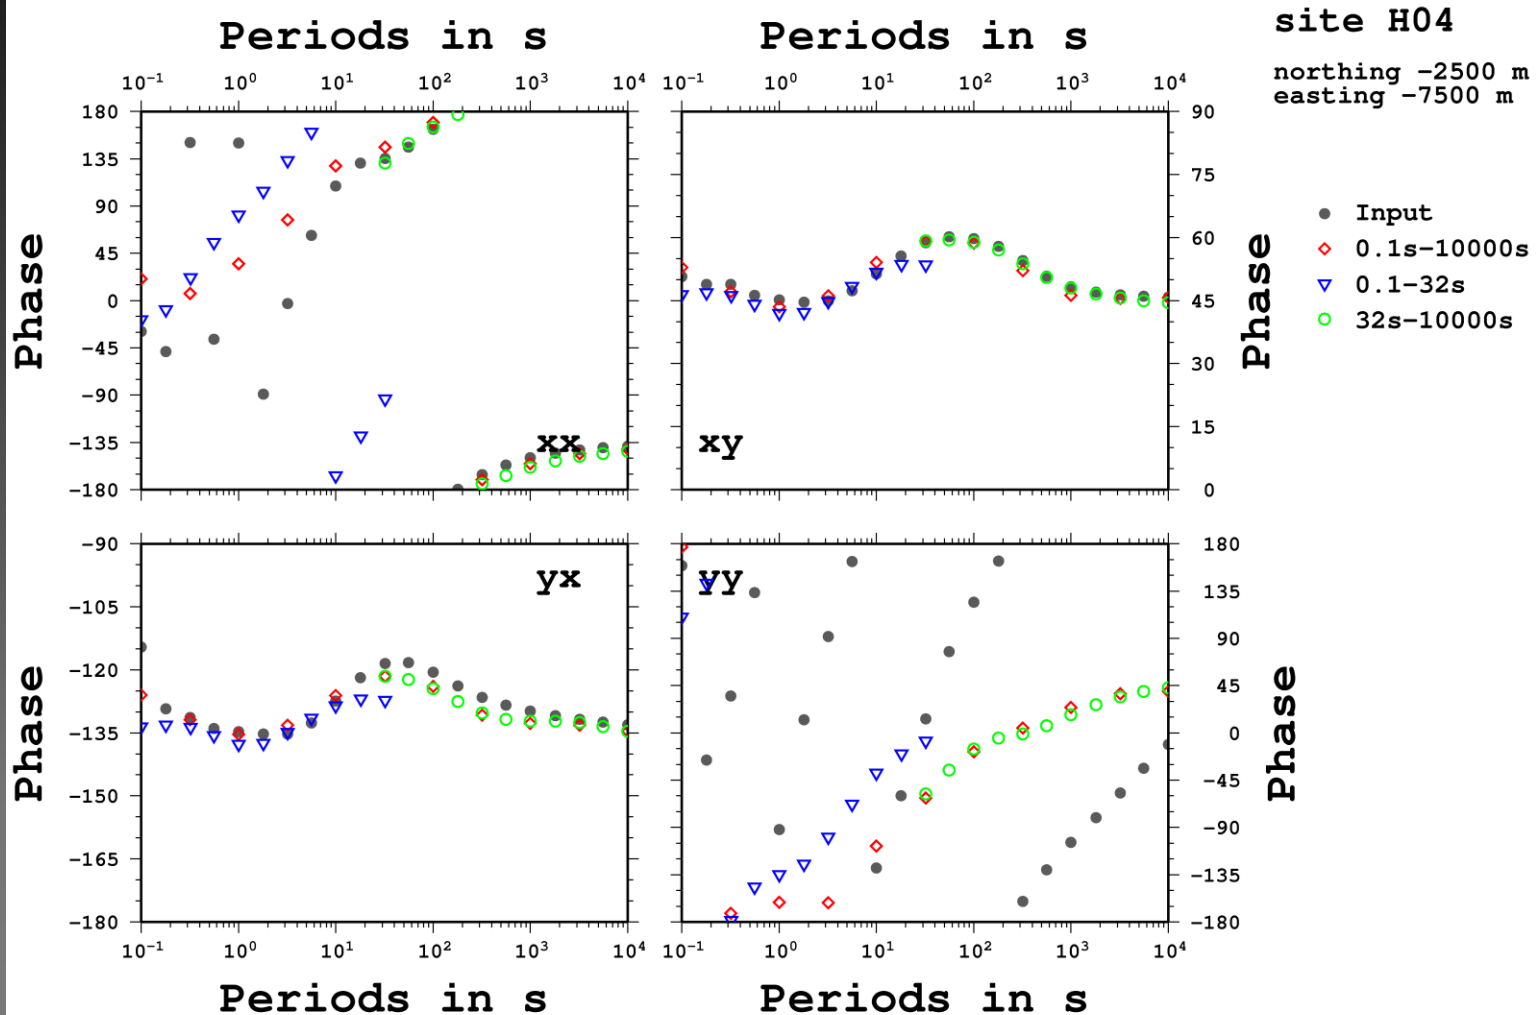 Periods in s
Periods in s
site H04
northing −2500 m
easting −7500 m
10⁻¹ 10⁰ 10¹ 10² 10³ 10⁴
10⁻¹ 10⁰ 10¹ 10² 10³ 10⁴
Phase
180
135
90
45
0
−45
−90
−135
−180
xx
xy
90
75
60
45
30
15
0
Phase
Input
0.1s−10000s
0.1−32s
32s−10000s
Phase
−90
−105
−120
−135
−150
−165
−180
yx
yy
180
135
90
45
0
−45
−90
−135
−180
Phase
10⁻¹ 10⁰ 10¹ 10² 10³ 10⁴
10⁻¹ 10⁰ 10¹ 10² 10³ 10⁴
Periods in s
Periods in s